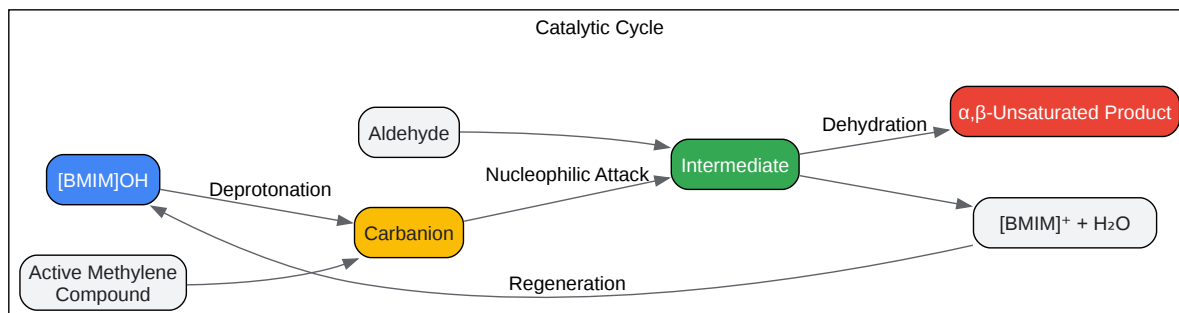 Catalytic Cycle
α,β-Unsaturated Product
Aldehyde
Dehydration
Intermediate
Nucleophilic Attack
[BMIM]OH
Deprotonation
Carbanion
[BMIM]⁺ + H₂O
Active Methylene
Compound
Regeneration